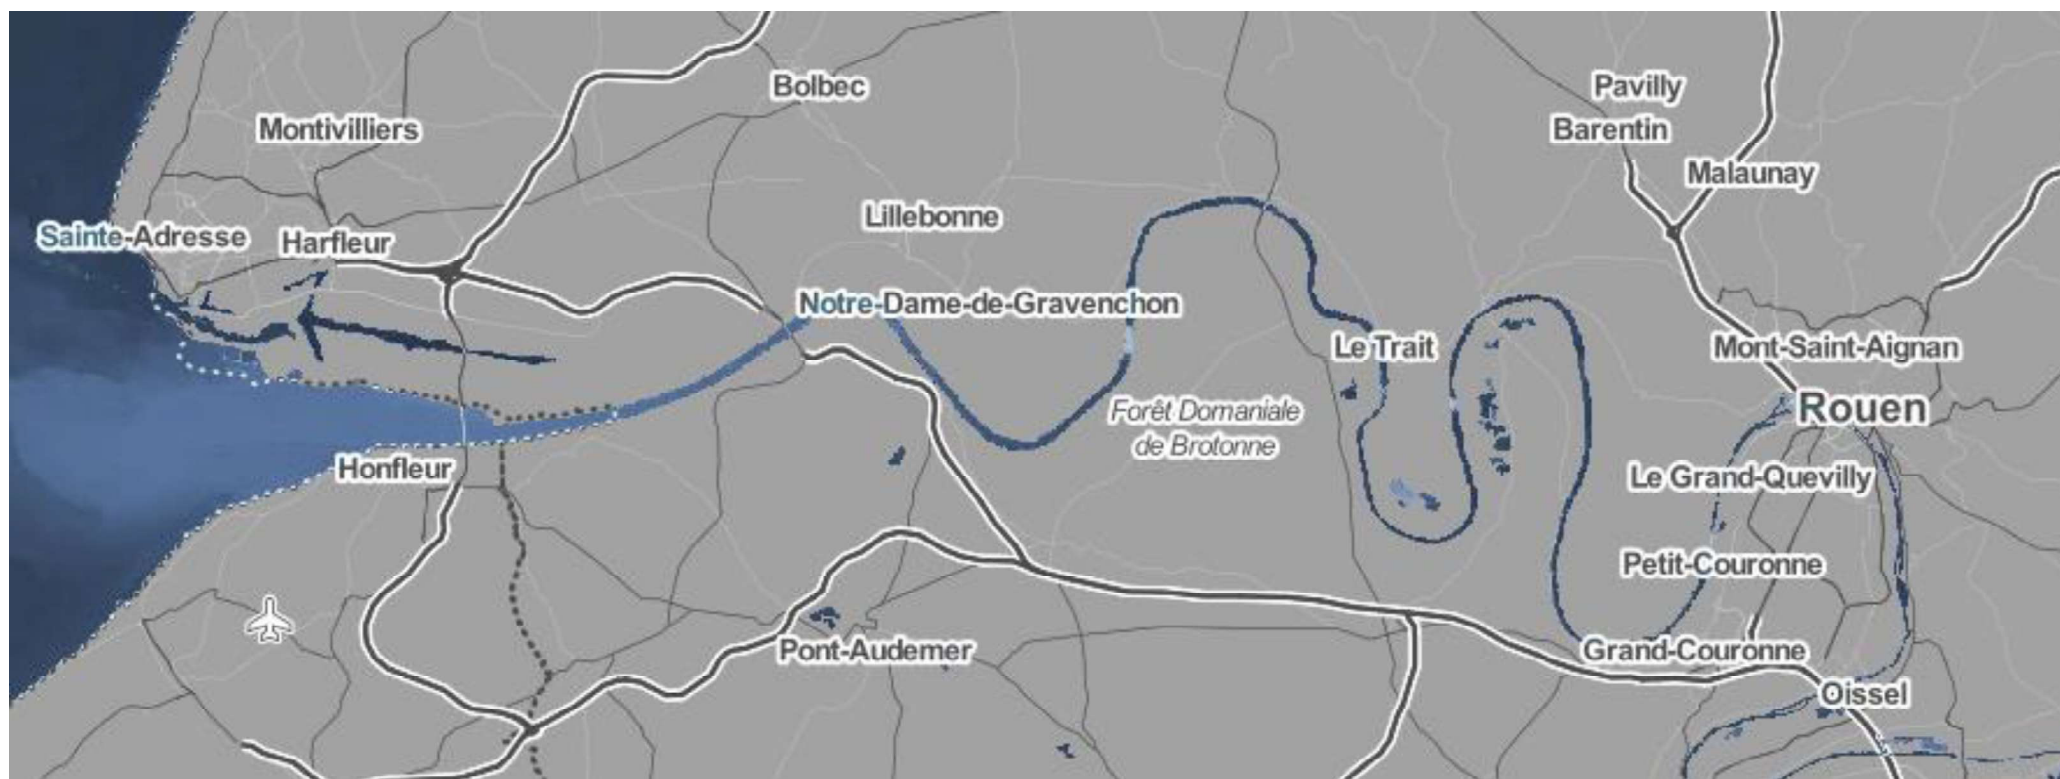 Bolbec
Pavilly
Montivilliers
Barentin
Malaunay
Lillebonne
Sainte-Adresse
Harfleur
Notre-Dame-de-Gravenchon
Le Trait
Mont-Saint-Aignan
Rouen
Forêt Domaniale
de Brotonne
Honfleur
Le Grand-Quevilly
Petit-Couronne
Pont-Audemer
Grand-Couronne
Oissel